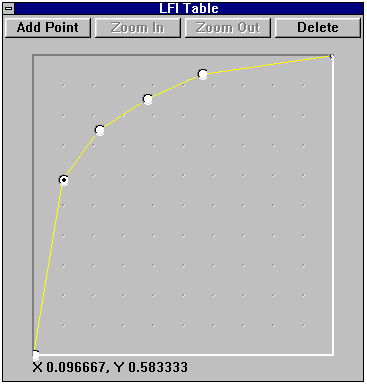 LFI Table
Add Point Zoom In Zoom Out Delete
X 0.096667, Y 0.583333